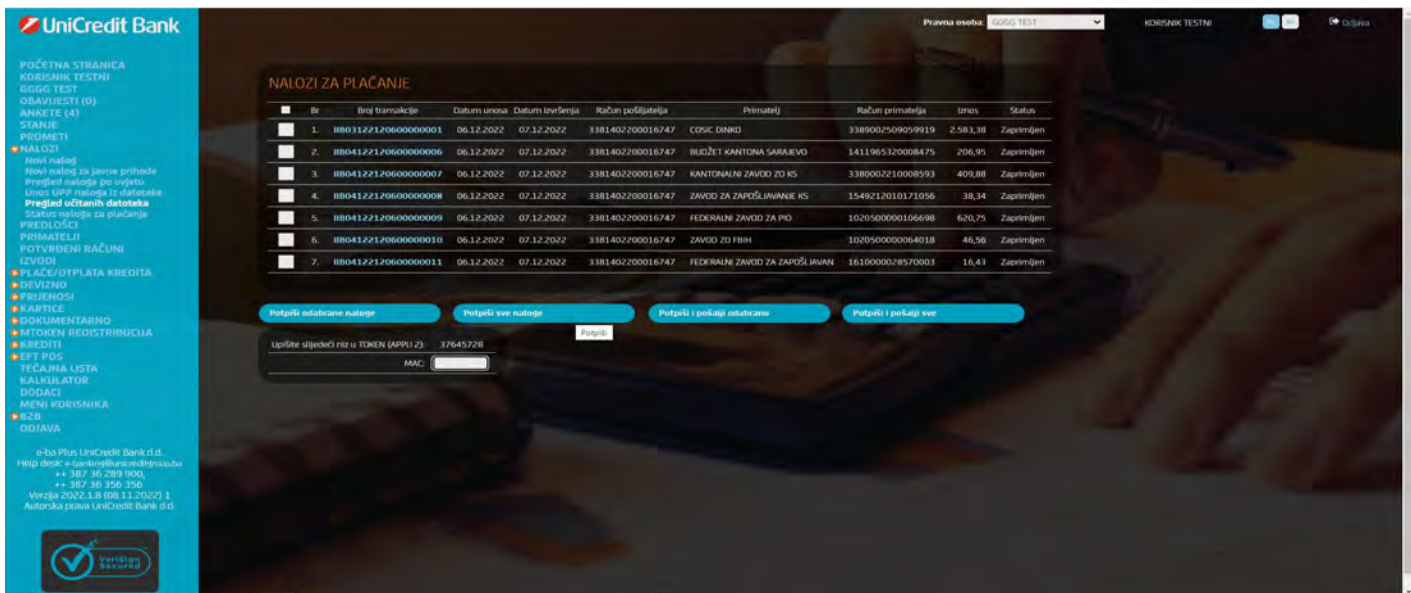 UniCredit Bank
Pravna osoba: GGGG TEST KORISNIK TESTNI Odjava
POČETNA STRANICA
KORISNIK TESTNI
GGGG TEST
OBAVIJESTI (0)
ANKETE (4)
STANJE
PROMETI
NALOZI
Novi nalog
Novi nalog za javne prihode
Pregled naloga po uvjetu
Unos UPP naloga iz datoteke
Pregled učitanih datoteka
Status naloga za plaćanje
PREDLOŠCI
PRIMATELJI
POTVRĐENI RAČUNI
IZVODI
PLAĆE/OTPLATA KREDITA
DEVIZNO
PRIJENOSI
KARTICE
DOKUMENTARNO
MTOKEN REDISTRIBUCIJA
KREDITI
EFT POS
TEČAJNA LISTA
KALKULATOR
DODACI
MENI KORISNIKA
B2B
ODJAVA
e-ba Plus UniCredit Bank d.d.
Help desk: e-banking@unicreditgroup.ba
++ 387 36 289 900,
++ 387 36 356 356
Verzija 2022.1.8 (08.11.2022) 1
Autorska prava UniCredit Bank d.d.
VeriSign
Secured
NALOZI ZA PLAĆANJE
Br Broj transakcije Datum unosa Datum izvršenja Račun pošiljatelja Primatelj Račun primatelja Iznos Status
1. IIB031221206000000001 06.12.2022 07.12.2022 3381402200016747 COSIC DINKO 3389002509059919 2.583,38 Zaprimljen
2. IIB041221206000000006 06.12.2022 07.12.2022 3381402200016747 BUDŽET KANTONA SARAJEVO 1411965320008475 206,95 Zaprimljen
3. IIB041221206000000007 06.12.2022 07.12.2022 3381402200016747 KANTONALNI ZAVOD ZO KS 3380002210008593 409,88 Zaprimljen
4. IIB041221206000000008 06.12.2022 07.12.2022 3381402200016747 ZAVOD ZA ZAPOŠLJAVANJE KS 1549212010171056 38,34 Zaprimljen
5. IIB041221206000000009 06.12.2022 07.12.2022 3381402200016747 FEDERALNI ZAVOD ZA PIO 1020500000106698 620,75 Zaprimljen
6. IIB041221206000000010 06.12.2022 07.12.2022 3381402200016747 ZAVOD ZO FBIH 1020500000064018 46,56 Zaprimljen
7. IIB041221206000000011 06.12.2022 07.12.2022 3381402200016747 FEDERALNI ZAVOD ZA ZAPOŠLJAVAN 1610000028570003 16,43 Zaprimljen
Potpiši odabrane naloge Potpiši sve naloge Potpiši i pošalji odabrano Potpiši i pošalji sve
Potpiši
Upišite slijedeći niz u TOKEN (APPLI 2): 37645728
MAC: